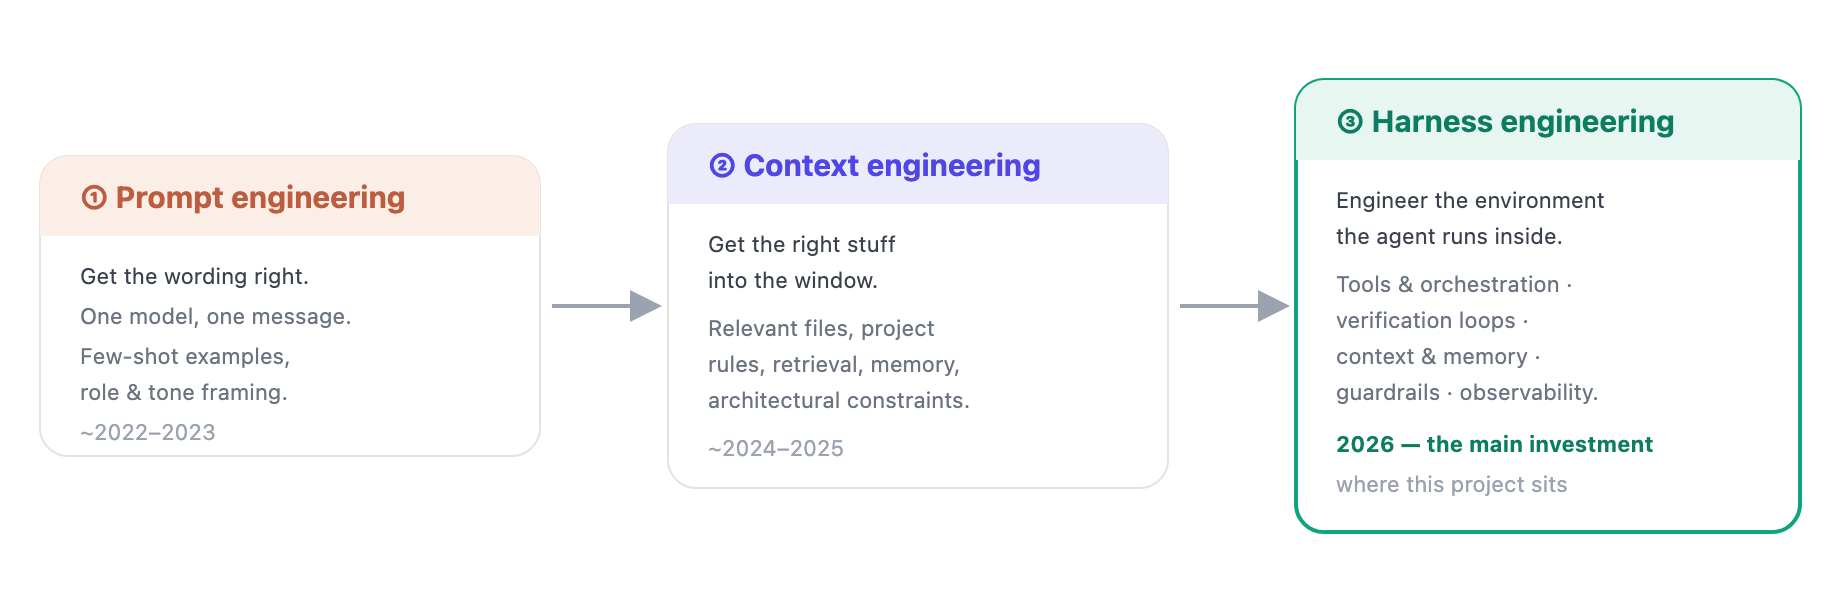 ① Prompt engineering
Get the wording right.
One model, one message.
Few-shot examples,
role & tone framing.
~2022–2023
② Context engineering
Get the right stuff
into the window.
Relevant files, project
rules, retrieval, memory,
architectural constraints.
~2024–2025
③ Harness engineering
Engineer the environment
the agent runs inside.
Tools & orchestration ·
verification loops ·
context & memory ·
guardrails · observability.
2026 — the main investment
where this project sits